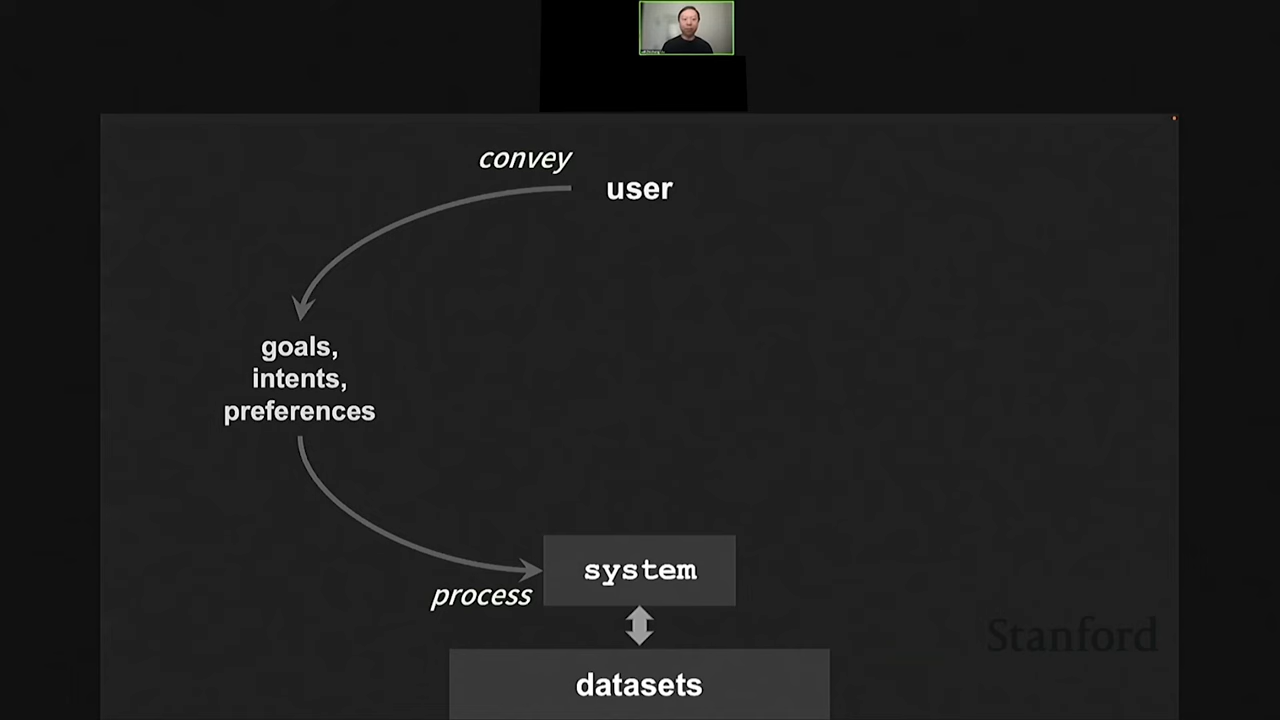 convey
user
goals,
intents,
preferences
system
process
datasets
Stanford